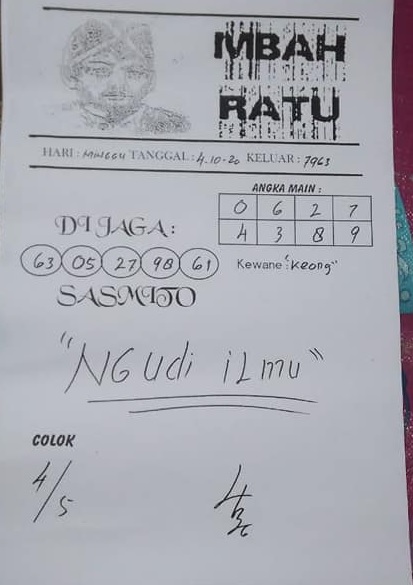 MBAH
RATU
HARI : MINGGU TANGGAL : 4.10-20 KELUAR : 7963
ANGKA MAIN :
0 6 2 7
4 3 8 9
DI JAGA :
63 05 27 98 61
Kewane : "Keong"
SASMITO
"NGUdi iLmu"
COLOK
4/5